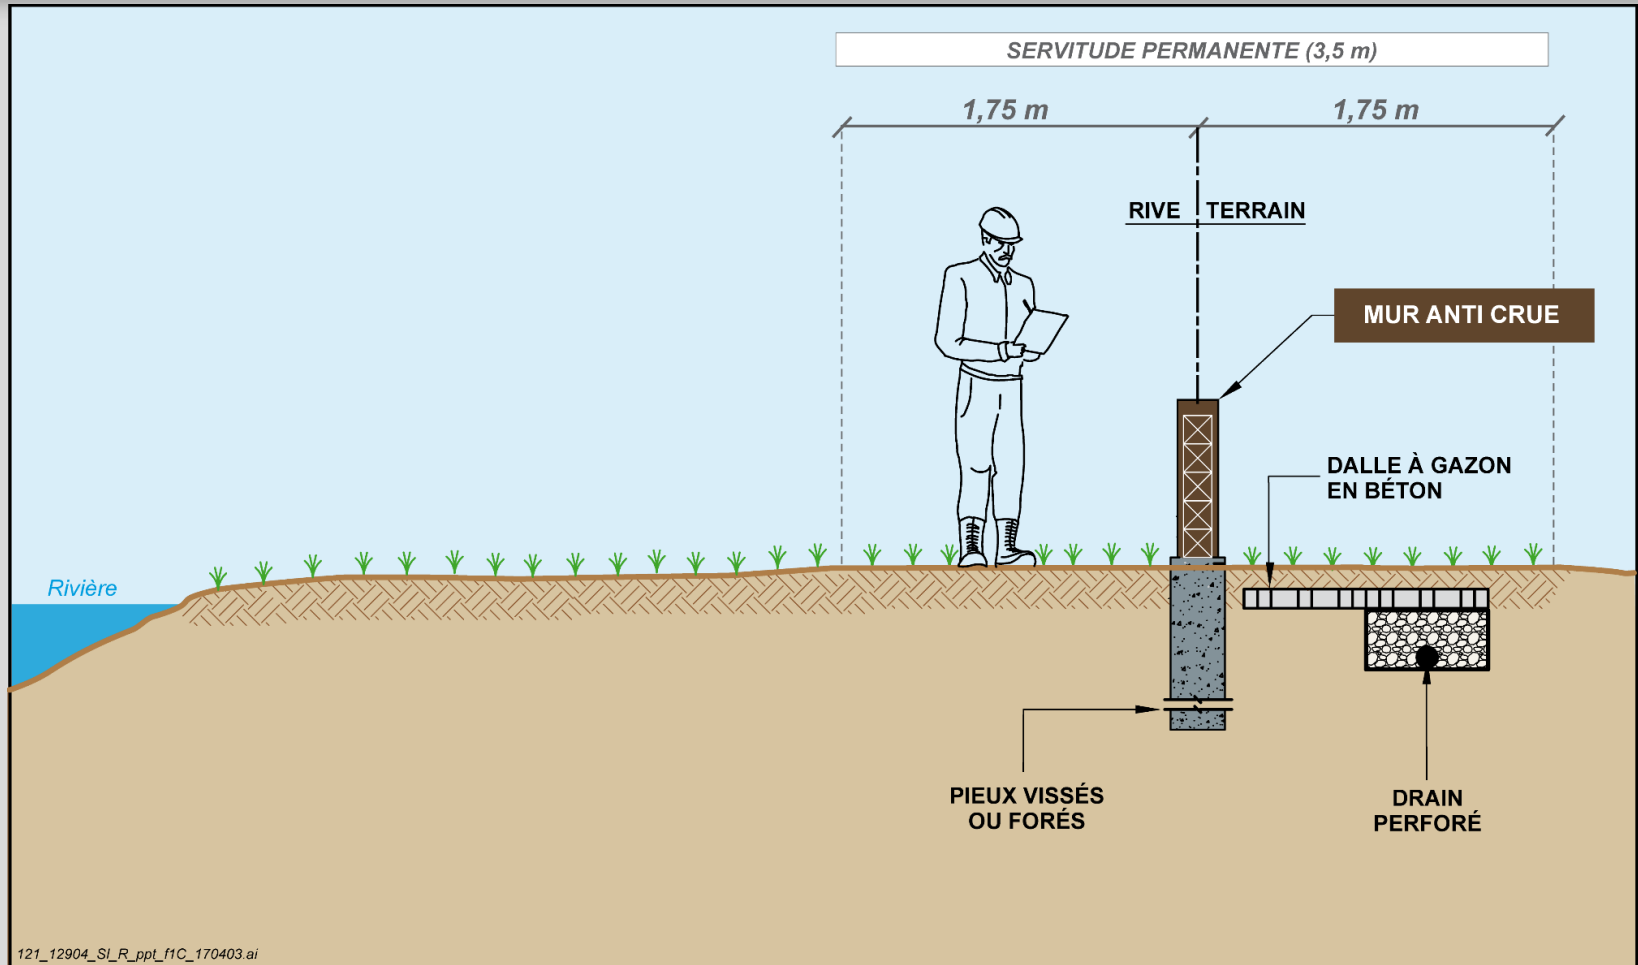 SERVITUDE PERMANENTE (3,5 m)
1,75 m
1,75 m
RIVE
TERRAIN
MUR ANTI CRUE
DALLE À GAZON
EN BÉTON
Rivière
PIEUX VISSÉS
OU FORÉS
DRAIN
PERFORÉ
121_12904_SI_R_ppt_f1C_170403.ai